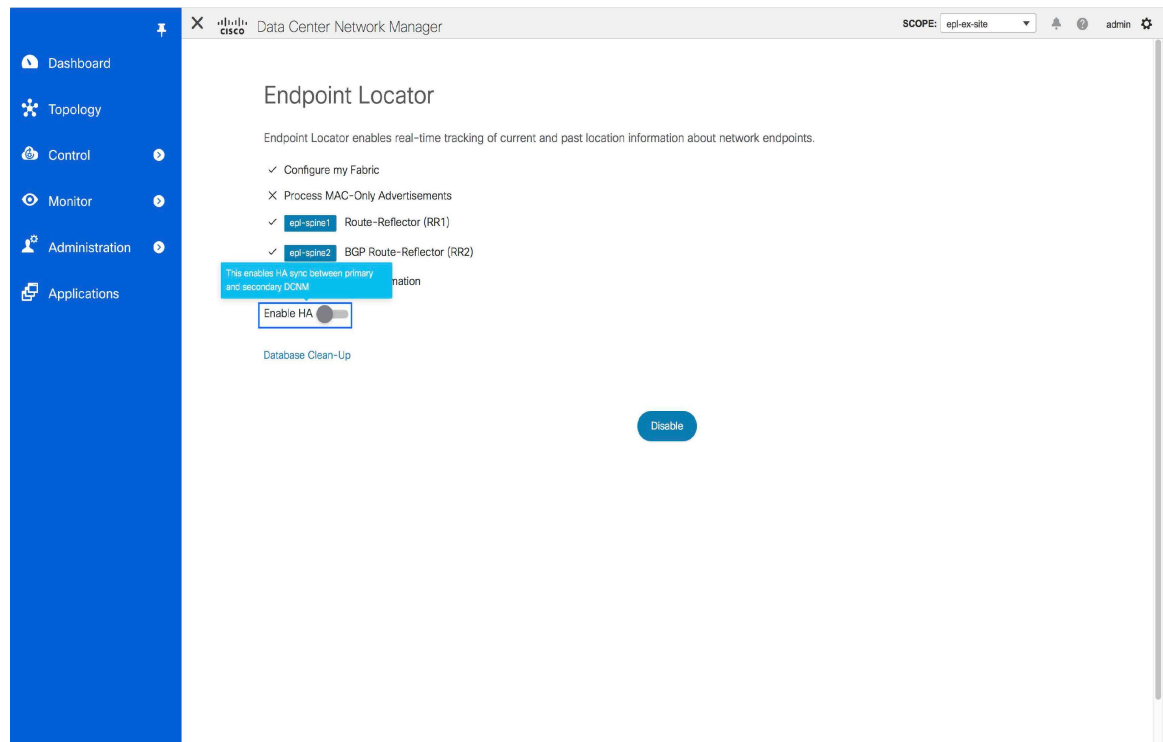 cisco Data Center Network Manager
SCOPE: epl-ex-site
admin
Dashboard
Topology
Control
Monitor
Administration
Applications
Endpoint Locator
Endpoint Locator enables real-time tracking of current and past location information about network endpoints.
Configure my Fabric
Process MAC-Only Advertisements
epl-spine1 Route-Reflector (RR1)
epl-spine2 BGP Route-Reflector (RR2)
This enables HA sync between primary
and secondary DCNM
mation
Enable HA
Database Clean-Up
Disable